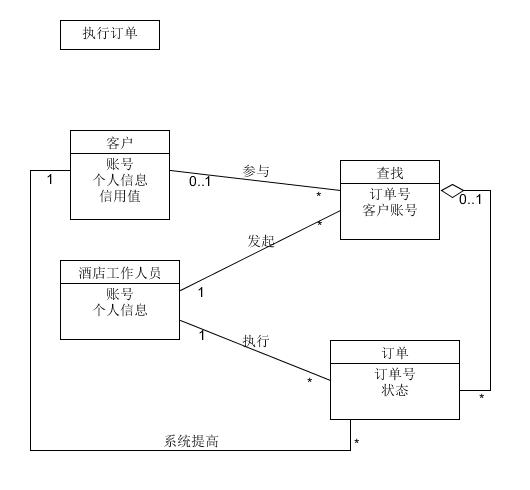 执行订单
客户
账号
个人信息
信用值
1
0..1
参与
*
查找
订单号
客户账号
0..1
*
发起
1
酒店工作人员
账号
个人信息
1
执行
*
订单
订单号
状态
*
系统提高
*